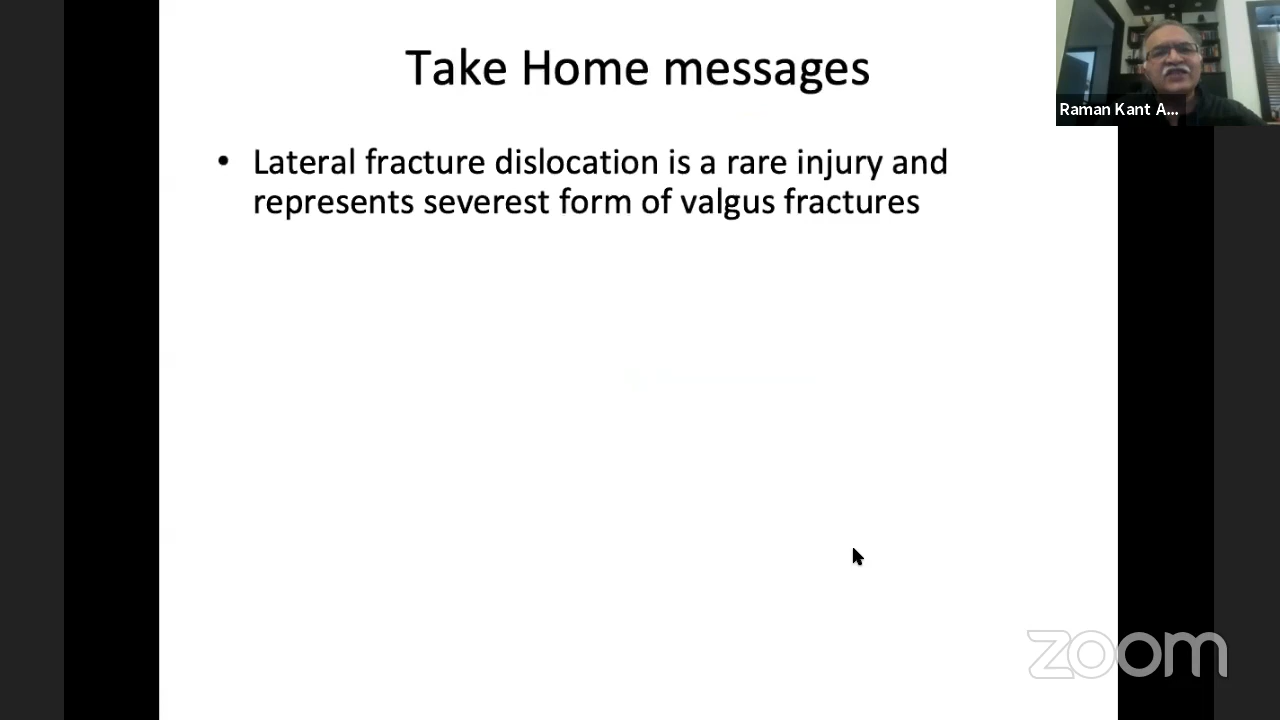 Take Home messages
Raman Kant A...
• Lateral fracture dislocation is a rare injury and
represents severest form of valgus fractures
zoom